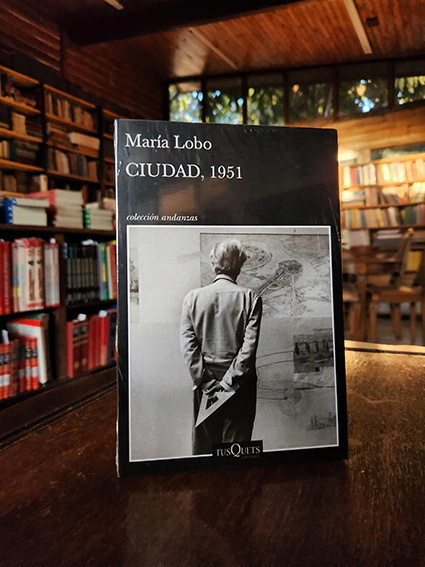 María Lobo
CIUDAD, 1951
colección andanzas
TUSQUETS